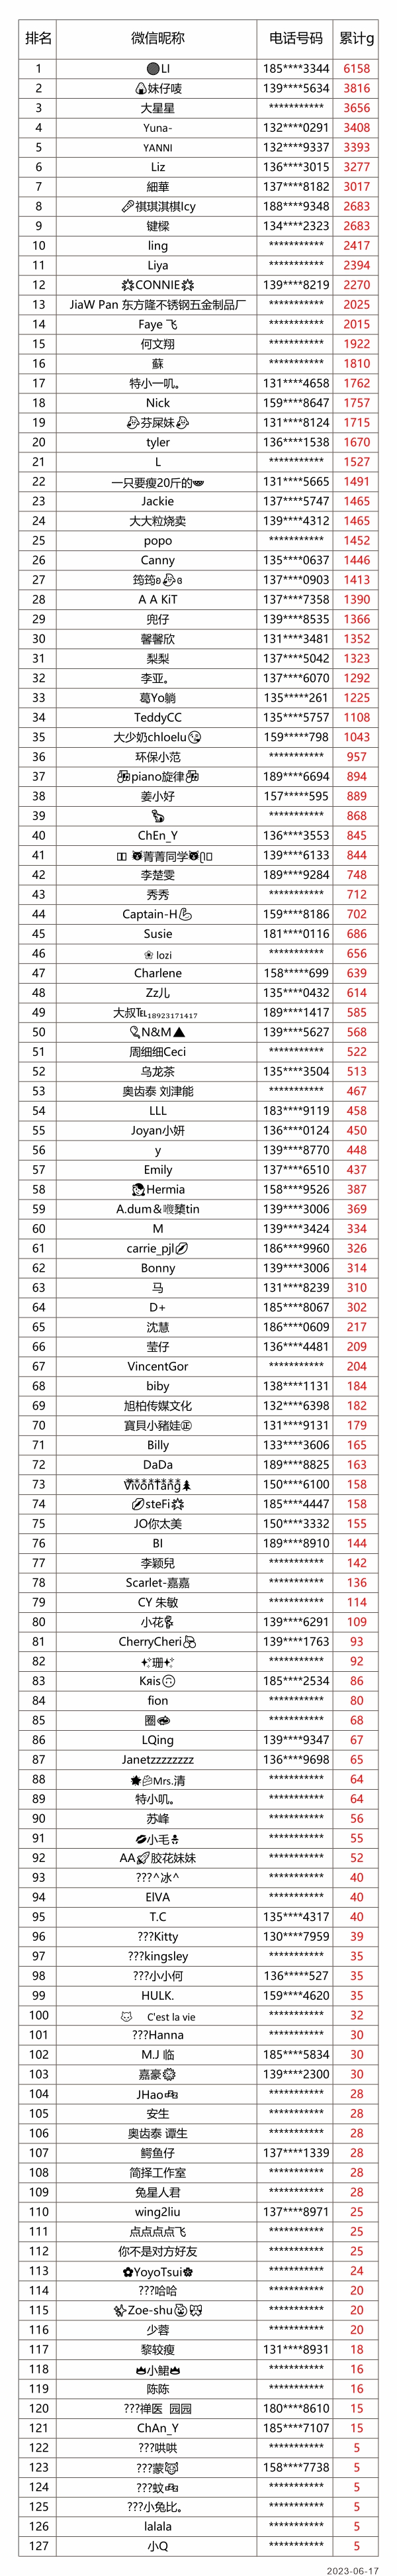 排名 微信昵称 电话号码 累计g
1 LI 185****3344 6158
2 🍙妹仔唛 139****5634 3816
3 大星星 *********** 3656
4 Yuna- 132****0291 3408
5 YANNI 132****9337 3393
6 Liz 136****3015 3277
7 細華 137****8182 3017
8 祺琪淇棋Icy 188****9348 2683
9 键樑 134****2323 2683
10 ling *********** 2417
11 Liya *********** 2394
12 💥CONNIE💥 139****8219 2270
13 JiaW Pan 东方隆不锈钢五金制品厂 *********** 2025
14 Faye 飞 *********** 2015
15 何文翔 *********** 1922
16 蘇 *********** 1810
17 特小一叽。 131****4658 1762
18 Nick 159****8647 1757
19 芬屎妹 131****8124 1715
20 tyler 136****1538 1670
21 L *********** 1527
22 一只要瘦20斤的 131****5665 1491
23 Jackie 137****5747 1465
24 大大粒烧卖 139****4312 1465
25 popo *********** 1452
26 Canny 135****0637 1446
27 筠筠 137****0903 1413
28 A A KiT 137****7358 1390
29 兜仔 139****8535 1366
30 馨馨欣 131****3481 1352
31 梨梨 137****5042 1323
32 李亚。 137****6070 1292
33 葛Yo躺 135*****261 1225
34 TeddyCC 135****5757 1108
35 大少奶chloelu😘 159****798 1043
36 环保小范 *********** 957
37 piano旋律 189****6694 894
38 姜小好 157*****595 889
39 *********** 868
40 ChEn_Y 136****3553 845
41 菁菁同学 139****6133 844
42 李楚雯 189****9284 748
43 秀秀 *********** 712
44 Captain-H💪 159****8186 702
45 Susie 181****0116 686
46 lozi *********** 656
47 Charlene 158*****699 639
48 Zz儿 135****0432 614
49 大叔℡₁₈₉₂₃₁₇₁₄₁₇ 189****1417 585
50 N&M▲ 139****5627 568
51 周细细Ceci *********** 522
52 乌龙茶 135****3504 513
53 奥齿泰 刘津能 *********** 467
54 LLL 183****9119 458
55 Joyan小妍 136****0124 450
56 y 139****8770 448
57 Emily 137****6510 437
58 Hermia 158****9526 387
59 A.dum＆tin 139****3006 369
60 M 139****3424 334
61 carrie_pjl 186****9960 326
62 Bonny 139****3006 314
63 马 131****8239 310
64 D+ 185****8067 302
65 沈慧 186****0609 217
66 莹仔 136****4481 209
67 VincentGor *********** 204
68 biby 138****1131 184
69 旭柏传媒文化 132****6398 182
70 寶貝小豬娃㊣ 131****9131 179
71 Billy 133****3606 165
72 DaDa 189****8825 163
73 VivonTang🌲 150****6100 158
74 steFi💥 185****4447 158
75 JO你太美 150****3332 155
76 BI 189****8910 144
77 李颖兒 *********** 142
78 Scarlet-嘉嘉 *********** 136
79 CY 朱敏 *********** 114
80 小花 139****6291 109
81 CherryCheri🍒 139****1763 93
82 珊 *********** 92
83 Кяis🙃 185****2534 86
84 fion *********** 80
85 圈 *********** 68
86 LQing 139****9347 67
87 Janetzzzzzzzz 136****9698 65
88 Mrs.清 *********** 64
89 特小叽。 *********** 64
90 苏峰 *********** 56
91 小毛 *********** 55
92 AA🚀胶花妹妹 *********** 52
93 ???^冰^ *********** 40
94 ElVA *********** 40
95 T.C 135****4317 40
96 ???Kitty 130****7959 39
97 ???kingsley *********** 35
98 ???小小何 136*****527 35
99 HULK. 159****4620 35
100 C'est la vie *********** 32
101 ???Hanna *********** 30
102 M.J 临 185****5834 30
103 嘉豪 139****2300 30
104 JHao *********** 28
105 安生 *********** 28
106 奥齿泰 谭生 *********** 28
107 鳄鱼仔 137****1339 28
108 简择工作室 *********** 28
109 兔星人君 *********** 28
110 wing2liu 137****8971 25
111 点点点点飞 *********** 25
112 你不是对方好友 *********** 25
113 YoyoTsui *********** 24
114 ???哈哈 *********** 20
115 Zoe-shu *********** 20
116 少蓉 *********** 20
117 黎较瘦 131****8931 18
118 小鲲 *********** 16
119 陈陈 *********** 16
120 ???禅医 园园 180****8610 15
121 ChAn_Y 185****7107 15
122 ???哄哄 *********** 5
123 ???蒙 158****7738 5
124 ???蚊 *********** 5
125 ???小兔比。 *********** 5
126 lalala *********** 5
127 小Q *********** 5
2023-06-17